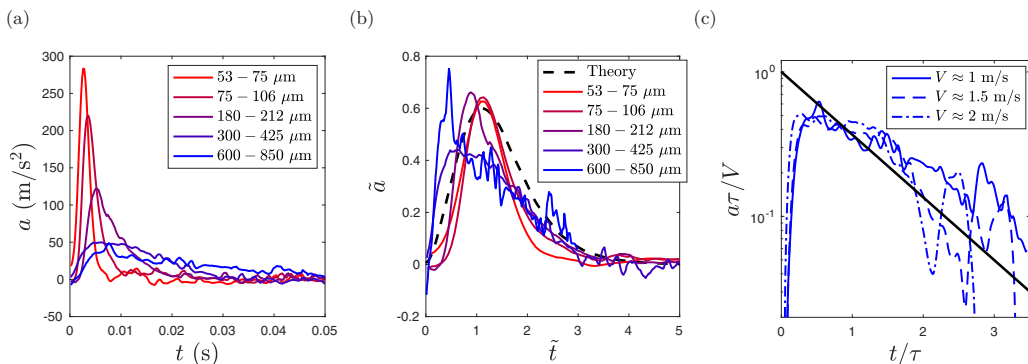 (a)
300
250
200
150
100
50
0
-50
a (m/s²)
0 0.01 0.02 0.03 0.04 0.05
t (s)
53 − 75 μm
75 − 106 μm
180 − 212 μm
300 − 425 μm
600 − 850 μm
(b)
0.8
0.6
0.4
0.2
0
-0.2
ã
0 1 2 3 4 5
t̃
Theory
53 − 75 μm
75 − 106 μm
180 − 212 μm
300 − 425 μm
600 − 850 μm
(c)
10⁰
10⁻¹
aτ/V
0 1 2 3
t/τ
V ≈ 1 m/s
V ≈ 1.5 m/s
V ≈ 2 m/s